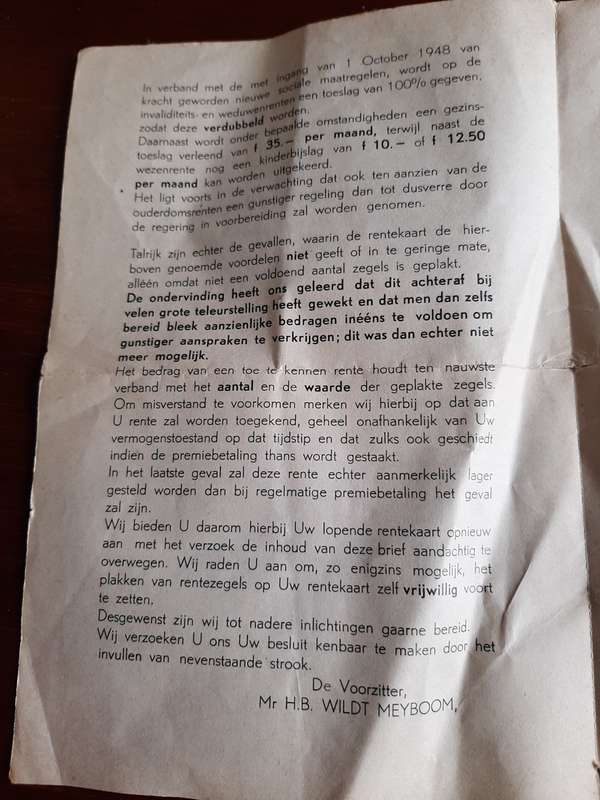 In verband met de met ingang van 1 October 1948 van
kracht geworden nieuwe sociale maatregelen, wordt op de
invaliditeits- en weduwenrenten een toeslag van 100% gegeven,
zodat deze verdubbeld worden.
Daarnaast wordt onder bepaalde omstandigheden een gezins-
toeslag verleend van f 35.— per maand, terwijl naast de
wezenrente nog een kinderbijslag van f 10.— of f 12.50
per maand kan worden uitgekeerd.
Het ligt voorts in de verwachting dat ook ten aanzien van de
ouderdomsrenten een gunstiger regeling dan tot dusverre door
de regering in voorbereiding zal worden genomen.
Talrijk zijn echter de gevallen, waarin de rentekaart de hier-
boven genoemde voordelen niet geeft of in te geringe mate,
alléén omdat niet een voldoend aantal zegels is geplakt.
De ondervinding heeft ons geleerd dat dit achteraf bij
velen grote teleurstelling heeft gewekt en dat men dan zelfs
bereid bleek aanzienlijke bedragen inééns te voldoen om
gunstiger aanspraken te verkrijgen; dit was dan echter niet
meer mogelijk.
Het bedrag van een toe te kennen rente houdt ten nauwste
verband met het aantal en de waarde der geplakte zegels.
Om misverstand te voorkomen merken wij hierbij op dat aan
U rente zal worden toegekend, geheel onafhankelijk van Uw
vermogenstoestand op dat tijdstip en dat zulks ook geschiedt
indien de premiebetaling thans wordt gestaakt.
In het laatste geval zal deze rente echter aanmerkelijk lager
gesteld worden dan bij regelmatige premiebetaling het geval
zal zijn.
Wij bieden U daarom hierbij Uw lopende rentekaart opnieuw
aan met het verzoek de inhoud van deze brief aandachtig te
overwegen. Wij raden U aan om, zo enigzins mogelijk, het
plakken van rentezegels op Uw rentekaart zelf vrijwillig voort
te zetten.
Desgewenst zijn wij tot nadere inlichtingen gaarne bereid.
Wij verzoeken U ons Uw besluit kenbaar te maken door het
invullen van nevenstaande strook.
De Voorzitter,
Mr H.B. WILDT MEYBOOM,